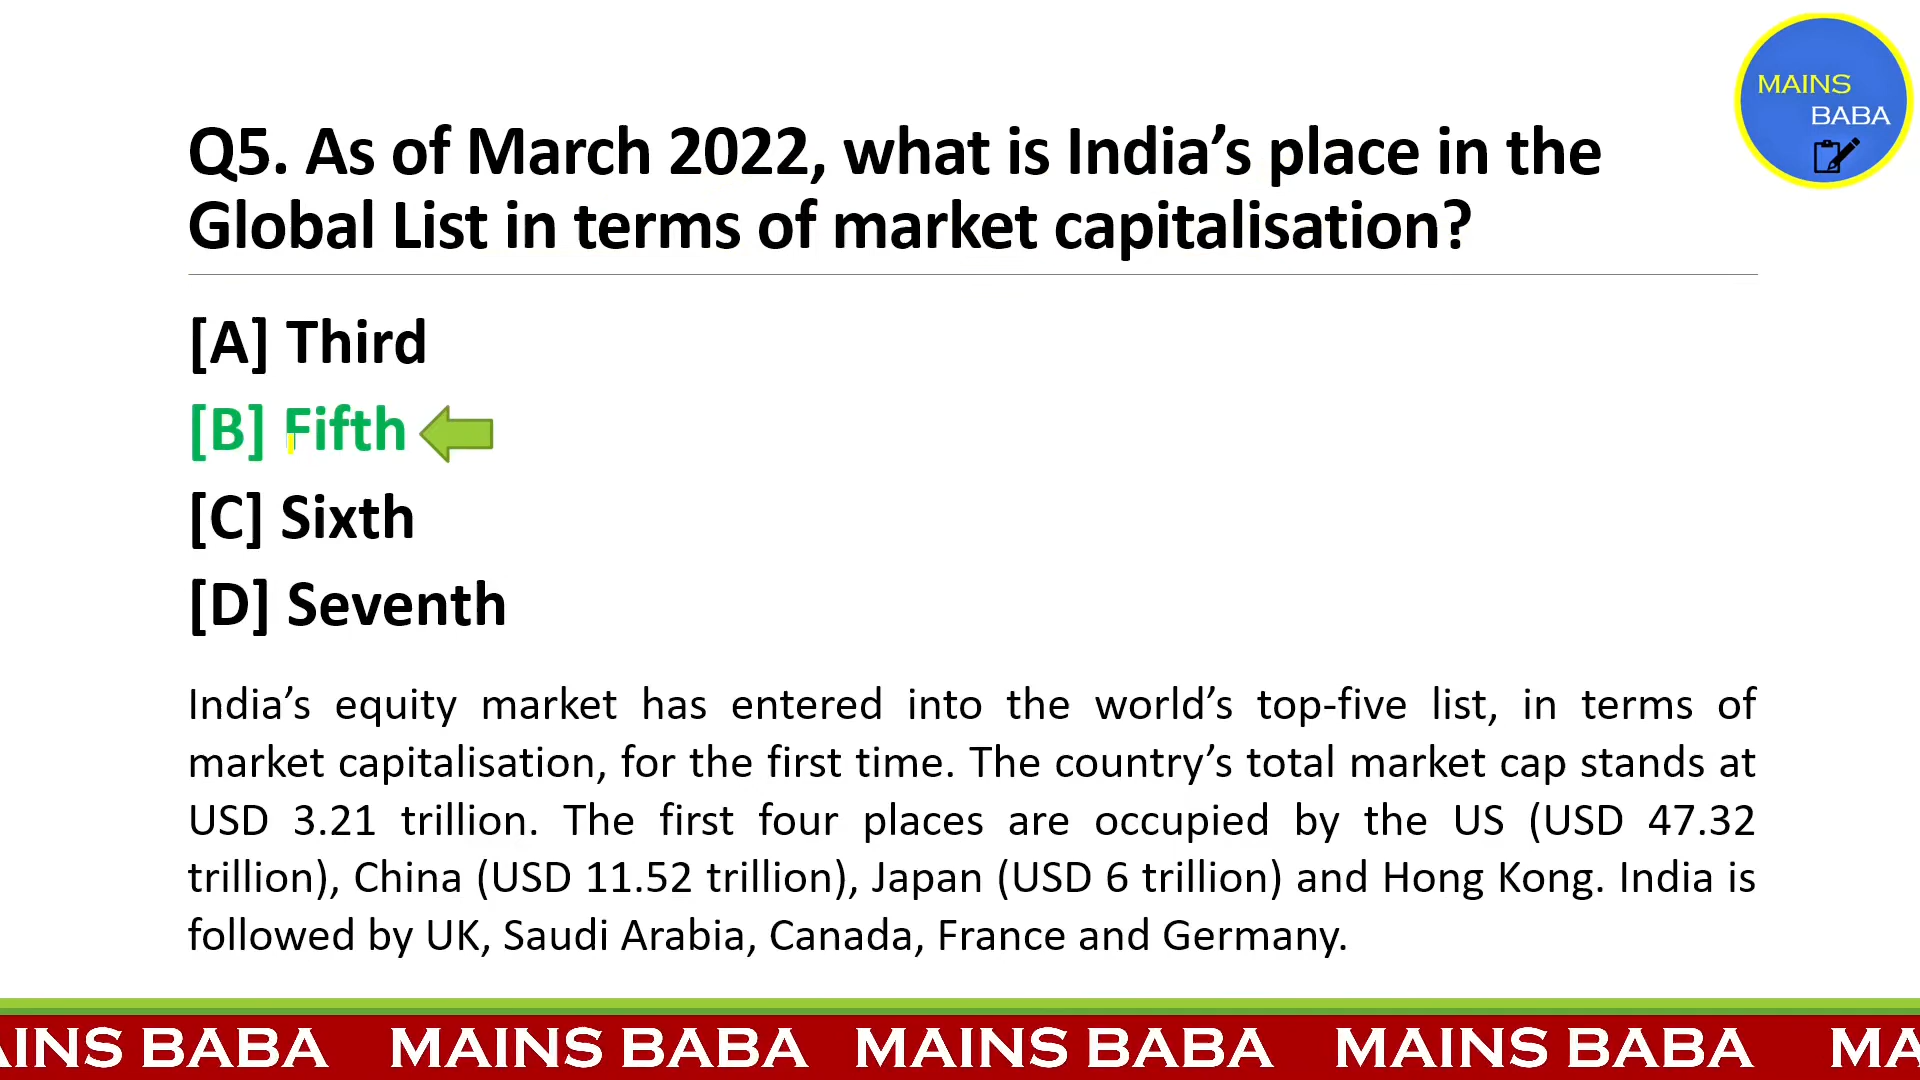 MAINS
BABA
Q5. As of March 2022, what is India’s place in the
Global List in terms of market capitalisation?
[A] Third
[B] Fifth
[C] Sixth
[D] Seventh
India’s equity market has entered into the world’s top-five list, in terms of
market capitalisation, for the first time. The country’s total market cap stands at
USD 3.21 trillion. The first four places are occupied by the US (USD 47.32
trillion), China (USD 11.52 trillion), Japan (USD 6 trillion) and Hong Kong. India is
followed by UK, Saudi Arabia, Canada, France and Germany.
AINS BABA MAINS BABA MAINS BABA MAINS BABA MA